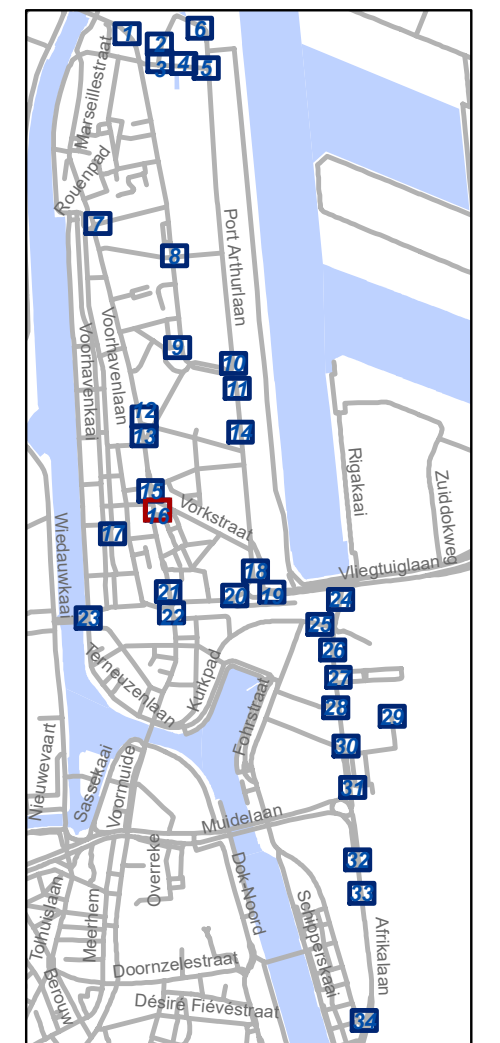 1
2
6
3
4
5
Marseillestraat
Rouenpad
7
Port Arthurlaan
8
Voorhavenlaan
Voorhavenkaai
9
10
11
12
13
14
Rigakaai
Zuiddokweg
15
16
Vorkstraat
17
Wiedauwkaai
Vliegtuiglaan
18
19
20
21
22
23
24
25
26
27
28
29
30
31
Terneuzenlaan
Kurkpad
Fohrstraat
Nieuwevaart
Sassekaai
Voormuide
Muidelaan
32
33
Overreke
Dok-Noord
Tolhuislaan
Meerhem
Schipperskaai
Afrikalaan
Doornzelestraat
Berouw
Désiré Fiévéstraat
34